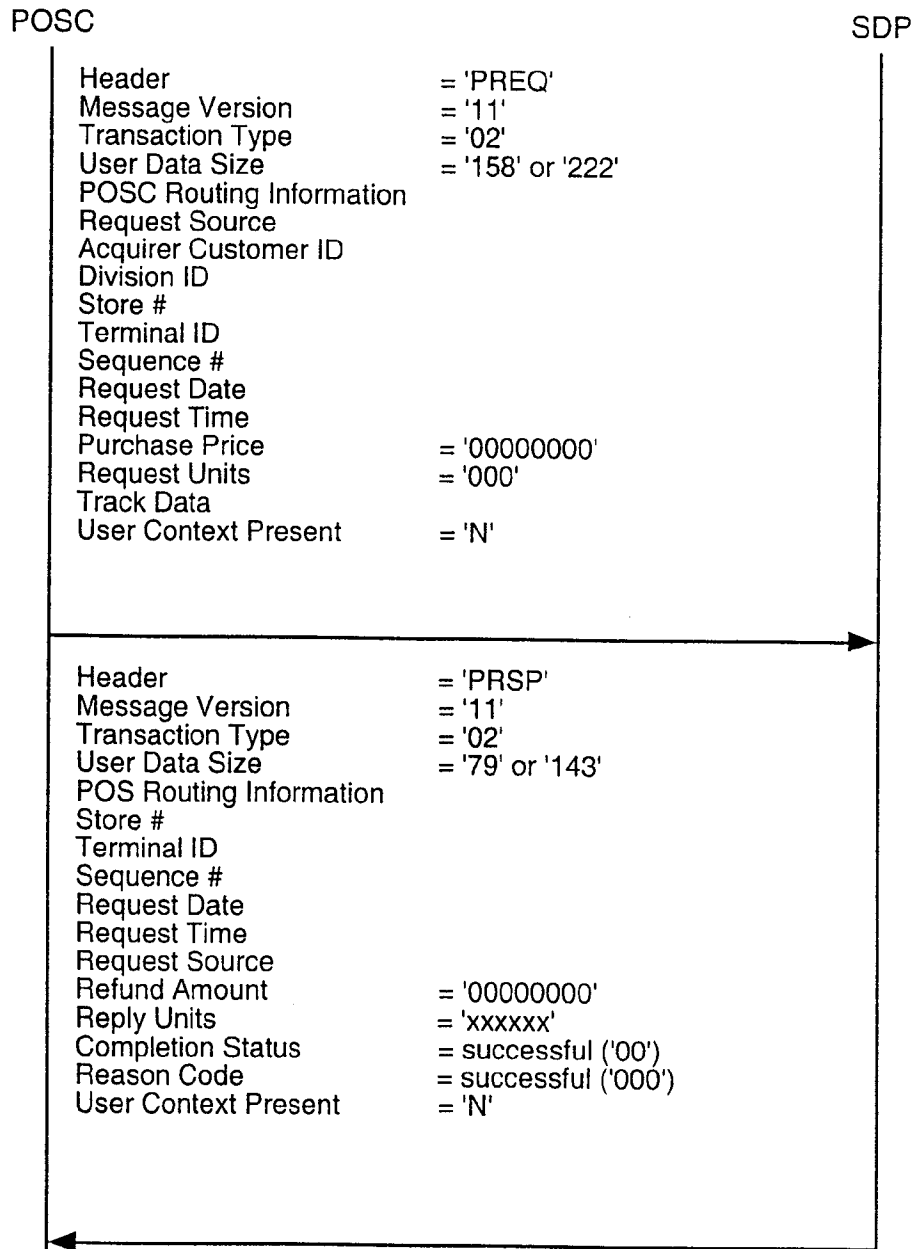 POSC SDP
Header = 'PREQ'
Message Version = '11'
Transaction Type = '02'
User Data Size = '158' or '222'
POSC Routing Information
Request Source
Acquirer Customer ID
Division ID
Store #
Terminal ID
Sequence #
Request Date
Request Time
Purchase Price = '00000000'
Request Units = '000'
Track Data
User Context Present = 'N'
Header = 'PRSP'
Message Version = '11'
Transaction Type = '02'
User Data Size = '79' or '143'
POS Routing Information
Store #
Terminal ID
Sequence #
Request Date
Request Time
Request Source
Refund Amount = '00000000'
Reply Units = 'xxxxxx'
Completion Status = successful ('00')
Reason Code = successful ('000')
User Context Present = 'N'